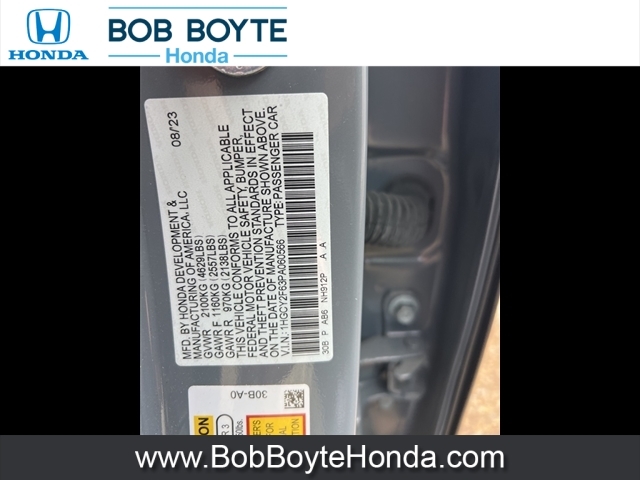 HONDA
BOB BOYTE
Honda
MFD. BY HONDA DEVELOPMENT &
MANUFACTURING OF AMERICA, LLC
08/23
GVWR 2100KG (4629LBS)
GAWR F 1160KG (2557LBS)
GAWR R 970KG (2138LBS)
THIS VEHICLE CONFORMS TO ALL APPLICABLE
FEDERAL MOTOR VEHICLE SAFETY, BUMPER,
AND THEFT PREVENTION STANDARDS IN EFFECT
ON THE DATE OF MANUFACTURE SHOWN ABOVE.
V.I.N.: 1HGCY2F63PA060566 TYPE: PASSENGER CAR
30B P AB6 NH912P A .A
30B-A0
www.BobBoyteHonda.com